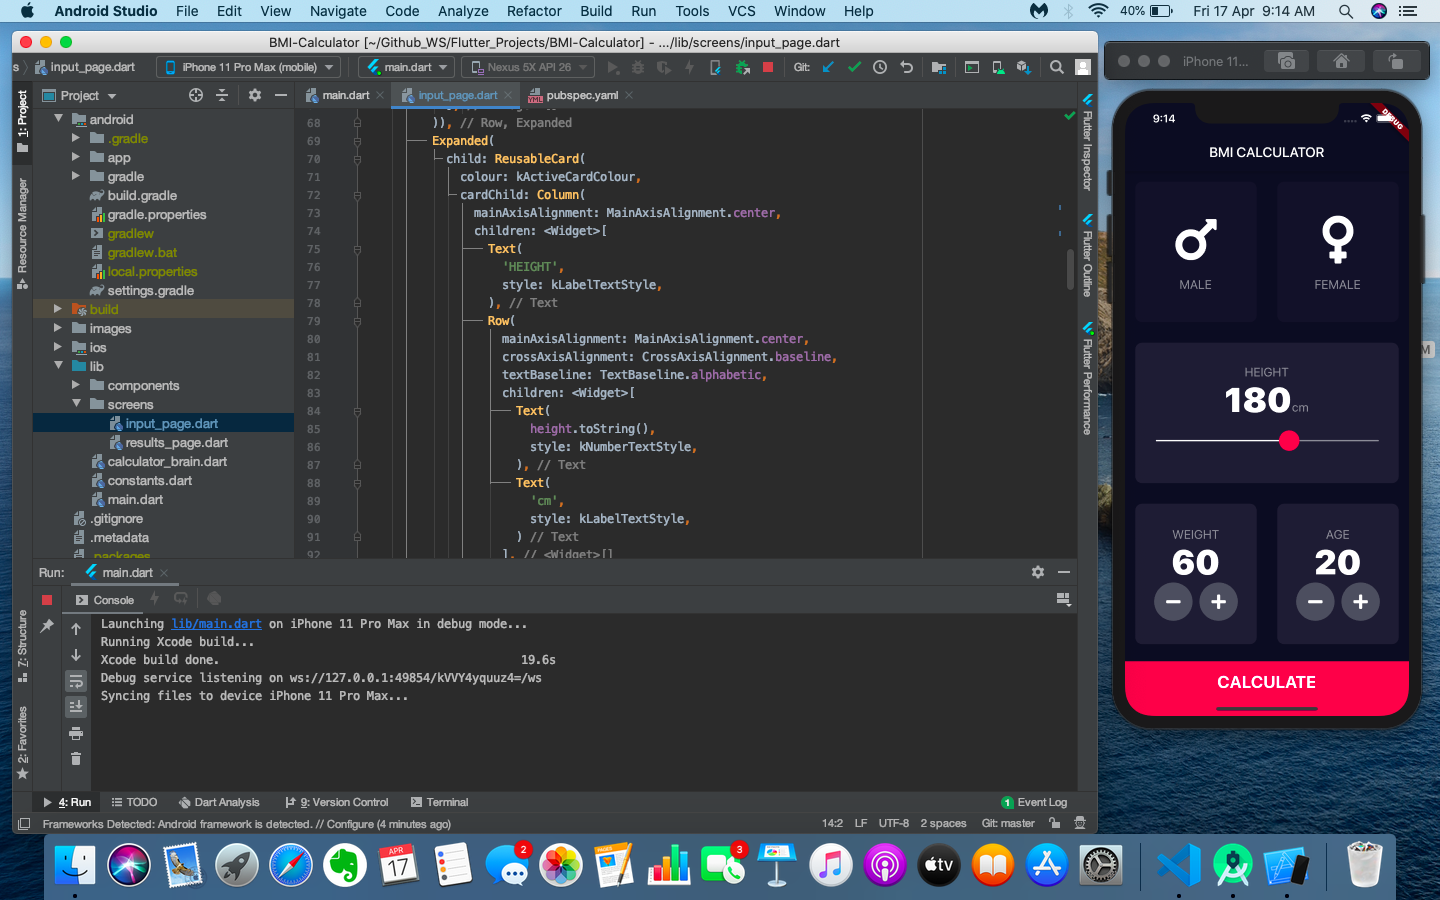 Android Studio File Edit View Navigate Code Analyze Refactor Build Run Tools VCS Window Help 40% Fri 17 Apr 9:14 AM
BMI-Calculator [~/Github_WS/Flutter_Projects/BMI-Calculator] - .../lib/screens/input_page.dart
s input_page.dart iPhone 11 Pro Max (mobile) main.dart Nexus 5X API 26 Git:
Project main.dart input_page.dart pubspec.yaml
1: Project
Resource Manager
7: Structure
2: Favorites
android
.gradle
app
gradle
build.gradle
gradle.properties
gradlew
gradlew.bat
local.properties
settings.gradle
build
images
ios
lib
components
screens
input_page.dart
results_page.dart
calculator_brain.dart
constants.dart
main.dart
.gitignore
.metadata
.packages
68 )), // Row, Expanded
69 Expanded(
70 child: ReusableCard(
71 colour: kActiveCardColour,
72 cardChild: Column(
73 mainAxisAlignment: MainAxisAlignment.center,
74 children: <Widget>[
75 Text(
76 'HEIGHT',
77 style: kLabelTextStyle,
78 ), // Text
79 Row(
80 mainAxisAlignment: MainAxisAlignment.center,
81 crossAxisAlignment: CrossAxisAlignment.baseline,
82 textBaseline: TextBaseline.alphabetic,
83 children: <Widget>[
84 Text(
85 height.toString(),
86 style: kNumberTextStyle,
87 ), // Text
88 Text(
89 'cm',
90 style: kLabelTextStyle,
91 ) // Text
92 ], // <Widget>[]
Flutter Inspector
Flutter Outline
Flutter Performance
Run: main.dart
Console
Launching lib/main.dart on iPhone 11 Pro Max in debug mode...
Running Xcode build...
Xcode build done. 19.6s
Debug service listening on ws://127.0.0.1:49854/kVVY4yquuz4=/ws
Syncing files to device iPhone 11 Pro Max...
4: Run TODO Dart Analysis 9: Version Control Terminal 1 Event Log
Frameworks Detected: Android framework is detected. // Configure (4 minutes ago) 14:2 LF UTF-8 2 spaces Git: master
iPhone 11...
9:14
DEBUG
BMI CALCULATOR
MALE FEMALE
HEIGHT
180cm
WEIGHT AGE
60 20
CALCULATE
M
APR
17
2
3
tv